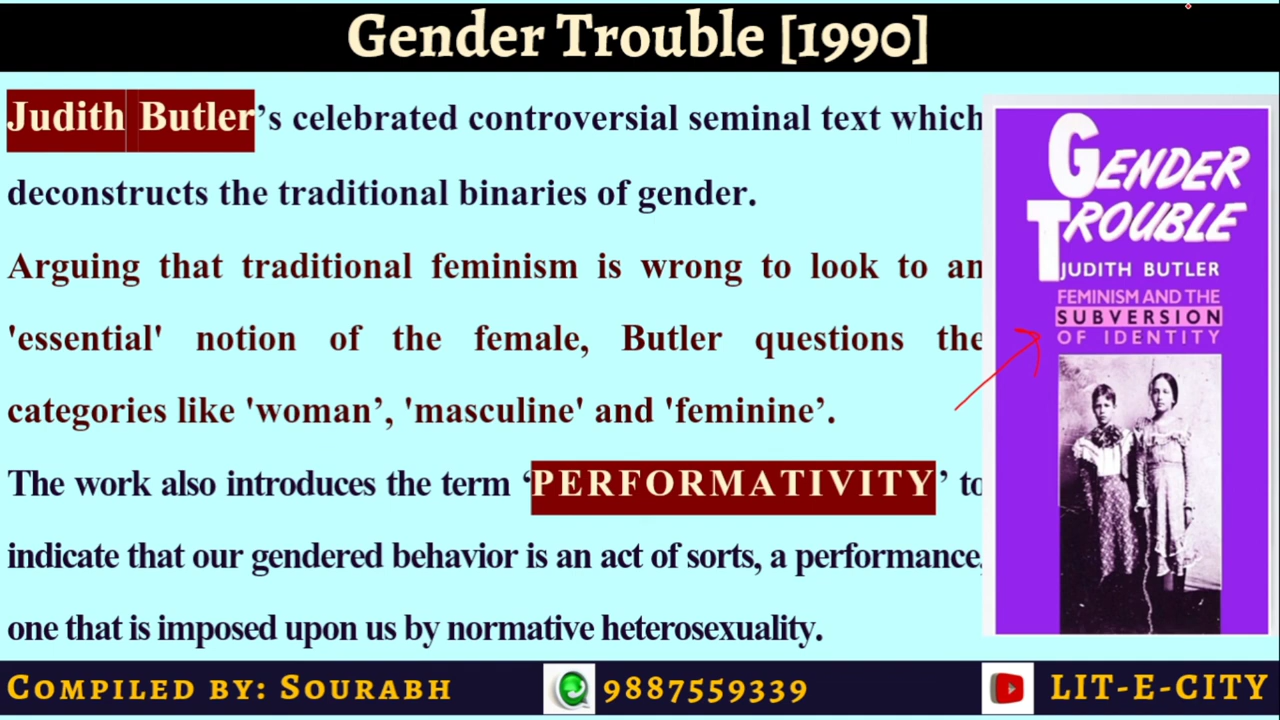 Gender Trouble [1990]
Judith Butler’s celebrated controversial seminal text which
deconstructs the traditional binaries of gender.
Arguing that traditional feminism is wrong to look to an
'essential' notion of the female, Butler questions the
categories like 'woman’, 'masculine' and 'feminine’.
The work also introduces the term ‘PERFORMATIVITY’ to
indicate that our gendered behavior is an act of sorts, a performance,
one that is imposed upon us by normative heterosexuality.
GENDER
TROUBLE
JUDITH BUTLER
FEMINISM AND THE
SUBVERSION
OF IDENTITY
COMPILED BY: SOURABH
9887559339
LIT-E-CITY